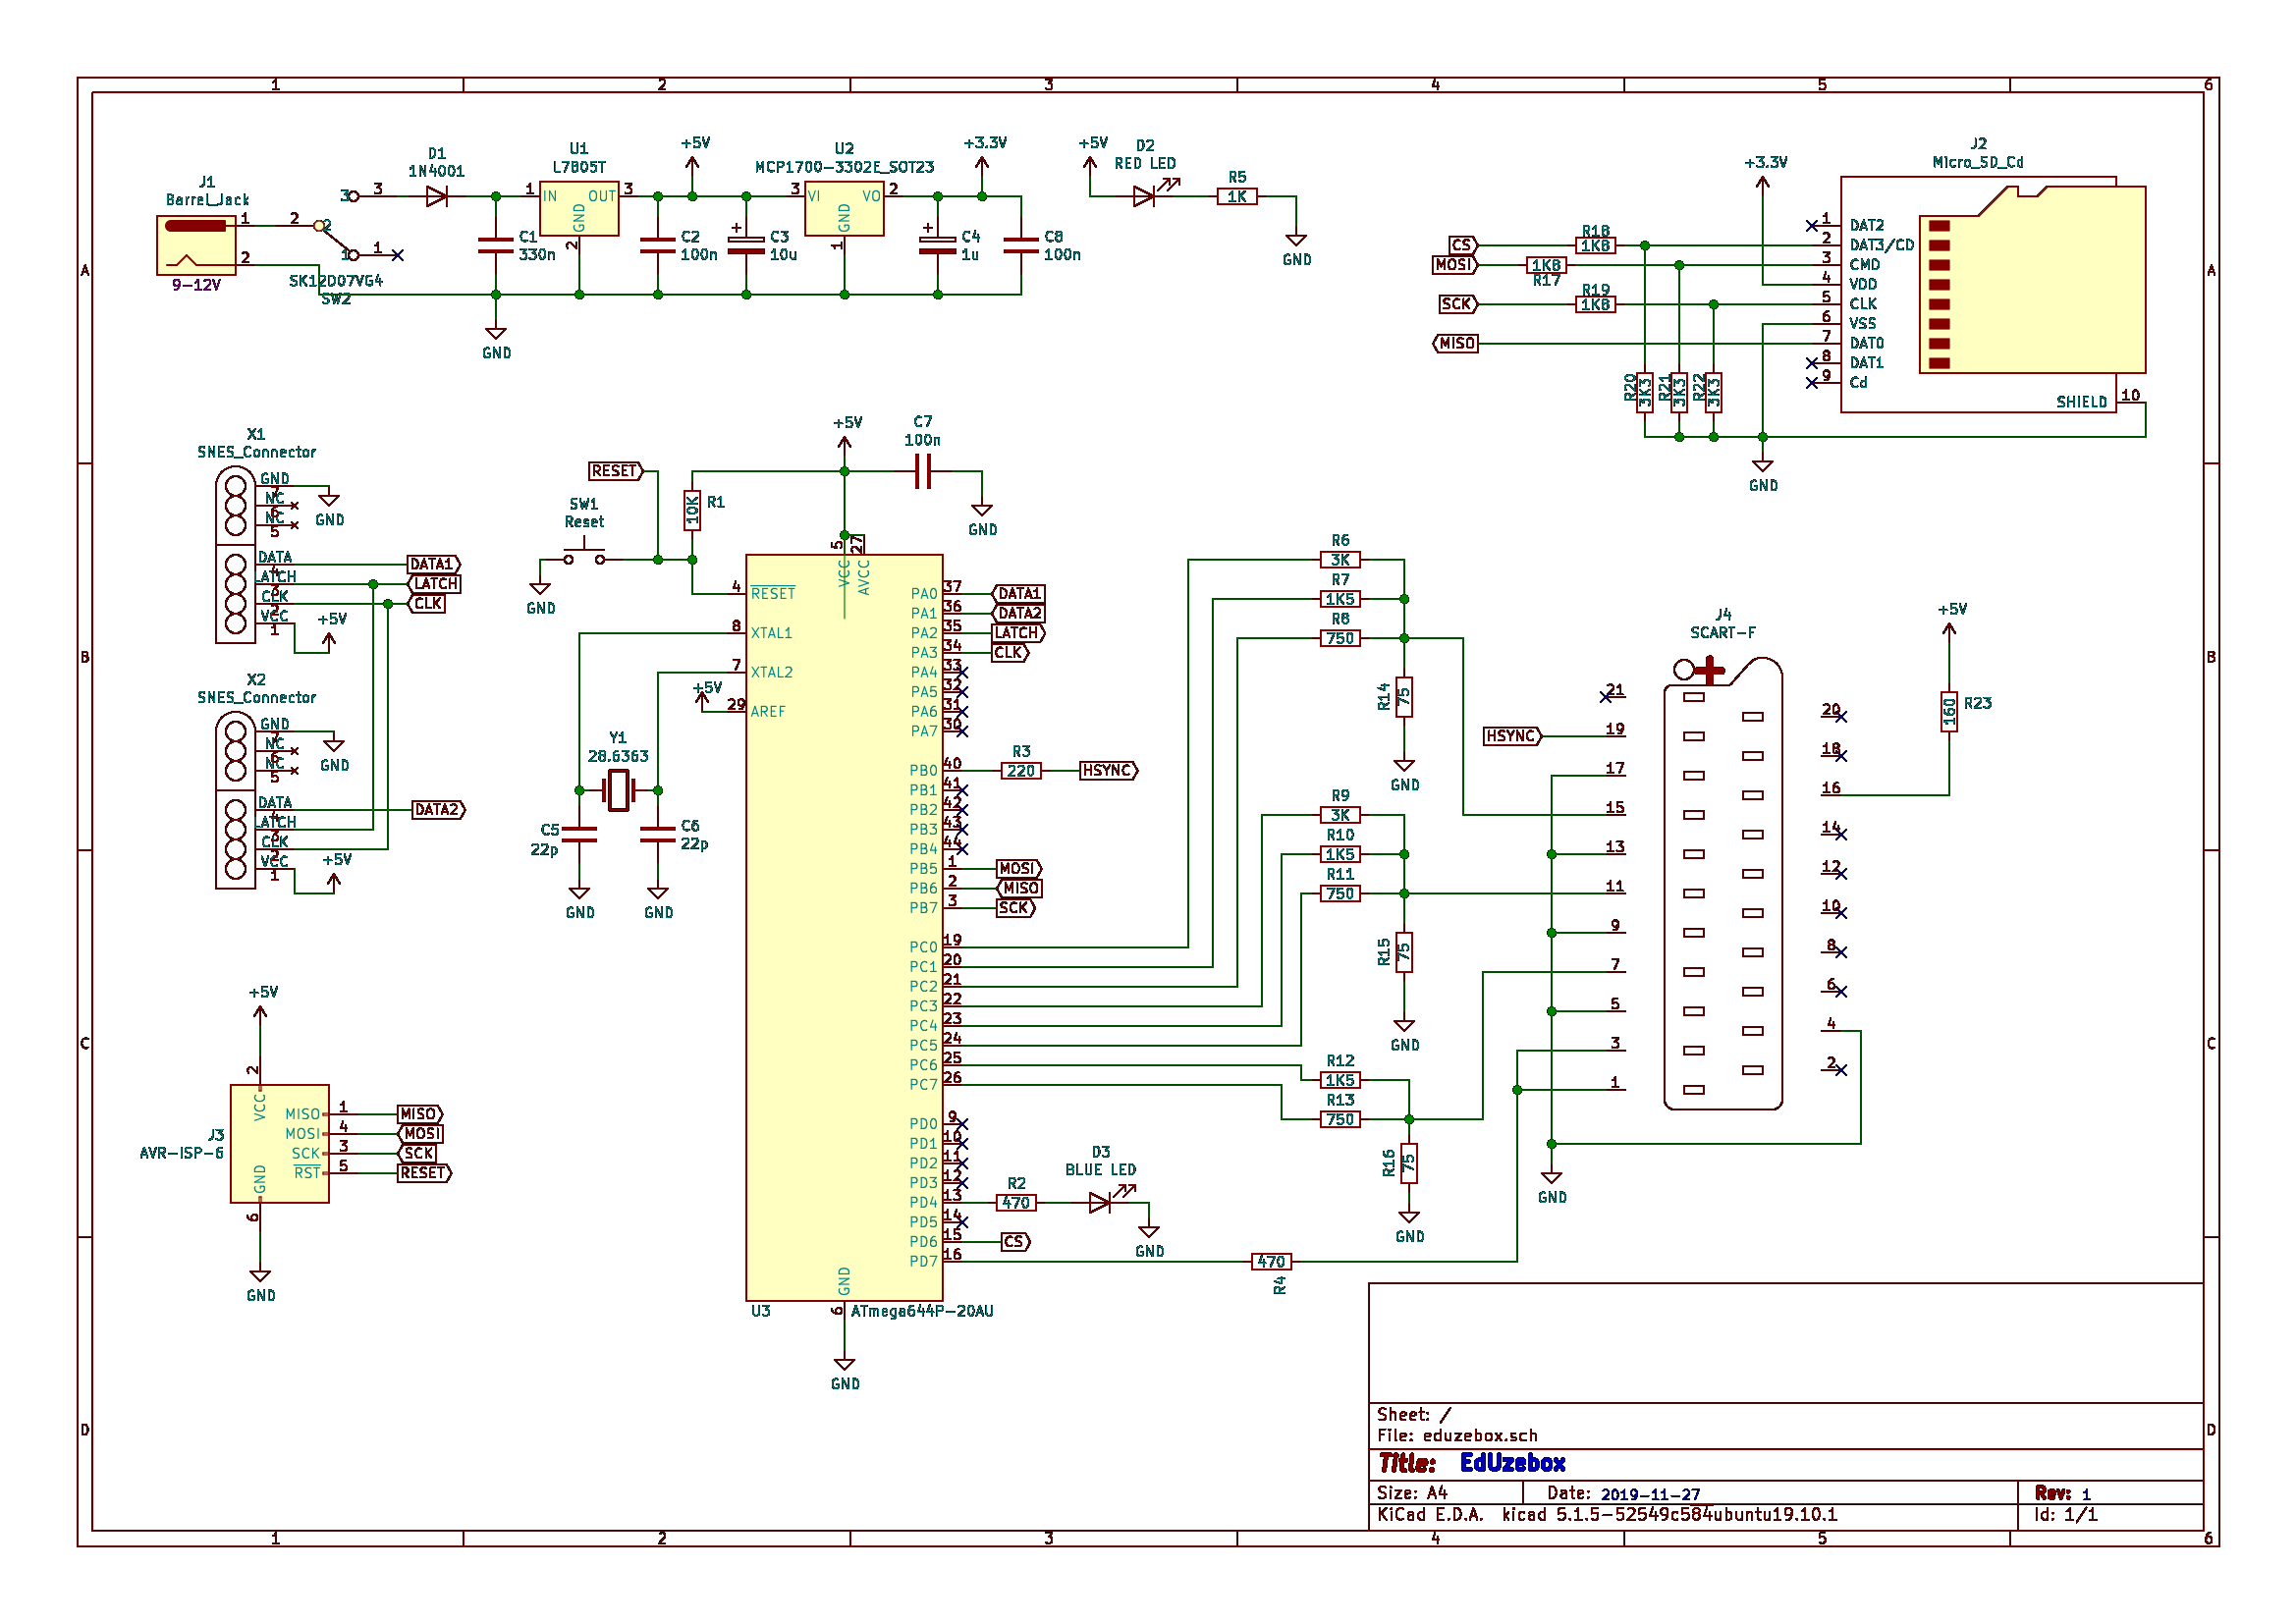 1 2 3 4 5 6
A
B
C
D
J1
Barrel_Jack
1
2
9-12V
3 3
2 2
1 1
SK12D07VG4
SW2
D1
1N4001
C1
330n
GND
U1
L7805T
1 IN OUT 3
GND
2
+5V
C2
100n
C3
10u
U2
MCP1700-3302E_SOT23
3 VI VO 2
GND
1
+3.3V
C4
1u
C8
100n
+5V
D2
RED LED
R5
1K
GND
J2
Micro_SD_Cd
+3.3V
1 DAT2
2 DAT3/CD
3 CMD
4 VDD
5 CLK
6 VSS
7 DAT0
8 DAT1
9 Cd
SHIELD 10
CS
MOSI
SCK
MISO
R18
1K8
1K8
R17
R19
1K8
R20 3K3
R21 3K3
R22 3K3
GND
X1
SNES_Connector
GND 7
NC 6
NC 5
DATA 4
LATCH 3
CLK 2
VCC 1
GND
+5V
DATA1
LATCH
CLK
X2
SNES_Connector
GND 7
NC 6
NC 5
DATA 4
LATCH 3
CLK 2
VCC 1
GND
+5V
DATA2
RESET
SW1
Reset
GND
R1
10K
+5V
C7
100n
GND
5 VCC
27 AVCC
4 RESET
8 XTAL1
7 XTAL2
+5V
29 AREF
Y1
28.6363
C5
22p
C6
22p
GND
GND
PA0 37 DATA1
PA1 36 DATA2
PA2 35 LATCH
PA3 34 CLK
PA4 33
PA5 32
PA6 31
PA7 30
PB0 40
R3
220
HSYNC
PB1 41
PB2 42
PB3 43
PB4 44
PB5 1 MOSI
PB6 2 MISO
PB7 3 SCK
PC0 19
PC1 20
PC2 21
PC3 22
PC4 23
PC5 24
PC6 25
PC7 26
PD0 9
PD1 10
PD2 11
PD3 12
PD4 13
PD5 14
PD6 15 CS
PD7 16
GND
6
U3 ATmega644P-20AU
GND
R2
470
D3
BLUE LED
GND
470
R4
R6
3K
R7
1K5
R8
750
R14 75
GND
R9
3K
R10
1K5
R11
750
R15 75
GND
R12
1K5
R13
750
R16 75
GND
J4
SCART-F
HSYNC
21
19
17
15
13
11
9
7
5
3
1
20
18
16
14
12
10
8
6
4
2
+5V
R23
160
GND
+5V
2
VCC
J3
AVR-ISP-6
MISO 1 MISO
MOSI 4 MOSI
SCK 3 SCK
RST 5 RESET
GND
6
GND
Sheet: /
File: eduzebox.sch
Title: EdUzebox
Size: A4 Date: 2019-11-27 Rev: 1
KiCad E.D.A. kicad 5.1.5-52549c584ubuntu19.10.1 Id: 1/1
1 2 3 4 5 6
A
B
C
D